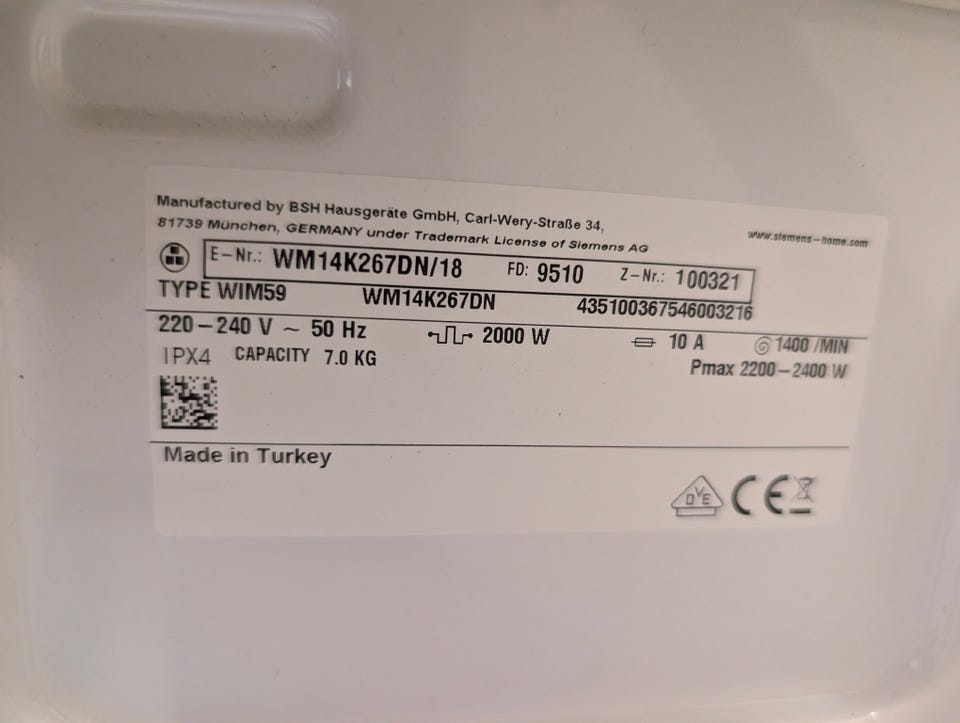 Manufactured by BSH Hausgeräte GmbH, Carl-Wery-Straße 34,
81739 München, GERMANY under Trademark License of Siemens AG
www.siemens-home.com
E-Nr.: WM14K267DN/18 FD: 9510 Z-Nr.: 100321
TYPE WIM59 WM14K267DN 435100367546003216
220-240 V ~ 50 Hz 2000 W 10 A 1400 /MIN
IPX4 CAPACITY 7.0 KG Pmax 2200-2400 W
Made in Turkey
DVE CE